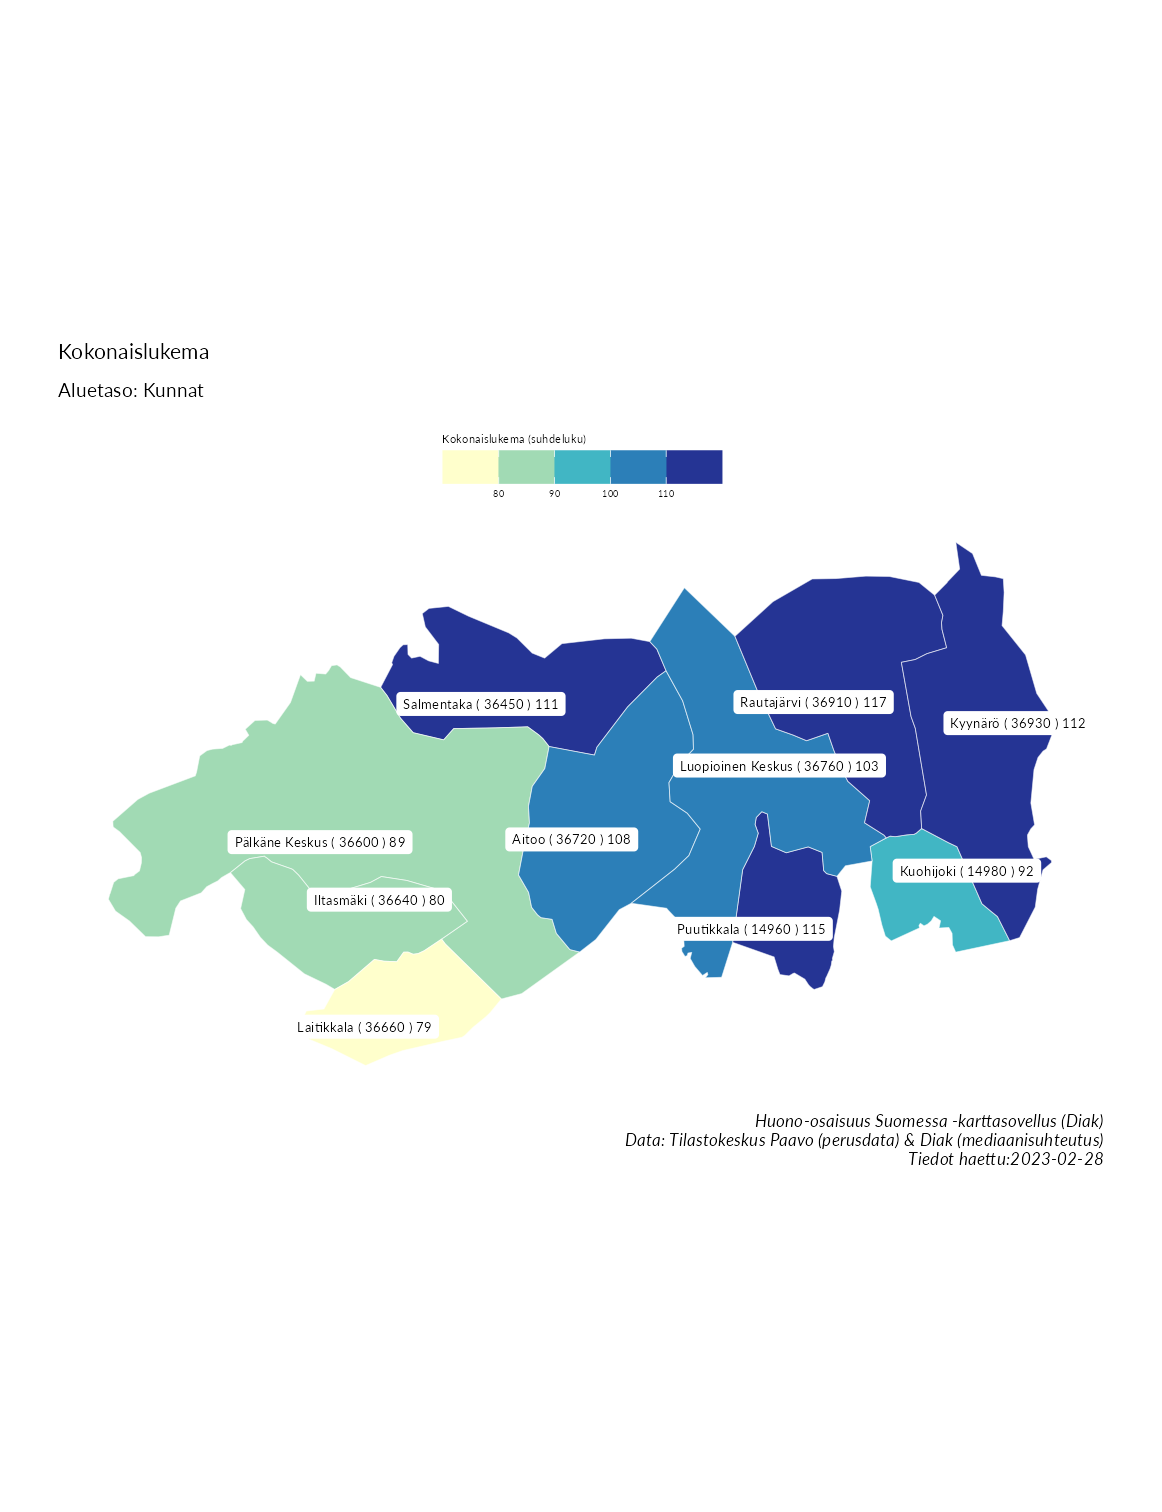 Kokonaislukema
Aluetaso: Kunnat
Kokonaislukema (suhdeluku)
80 90 100 110
Salmentaka ( 36450 ) 111
Rautajärvi ( 36910 ) 117
Kyynärö ( 36930 ) 112
Luopioinen Keskus ( 36760 ) 103
Pälkäne Keskus ( 36600 ) 89
Aitoo ( 36720 ) 108
Kuohijoki ( 14980 ) 92
Iltasmäki ( 36640 ) 80
Puutikkala ( 14960 ) 115
Laitikkala ( 36660 ) 79
Huono-osaisuus Suomessa -karttasovellus (Diak)
Data: Tilastokeskus Paavo (perusdata) & Diak (mediaanisuhteutus)
Tiedot haettu:2023-02-28